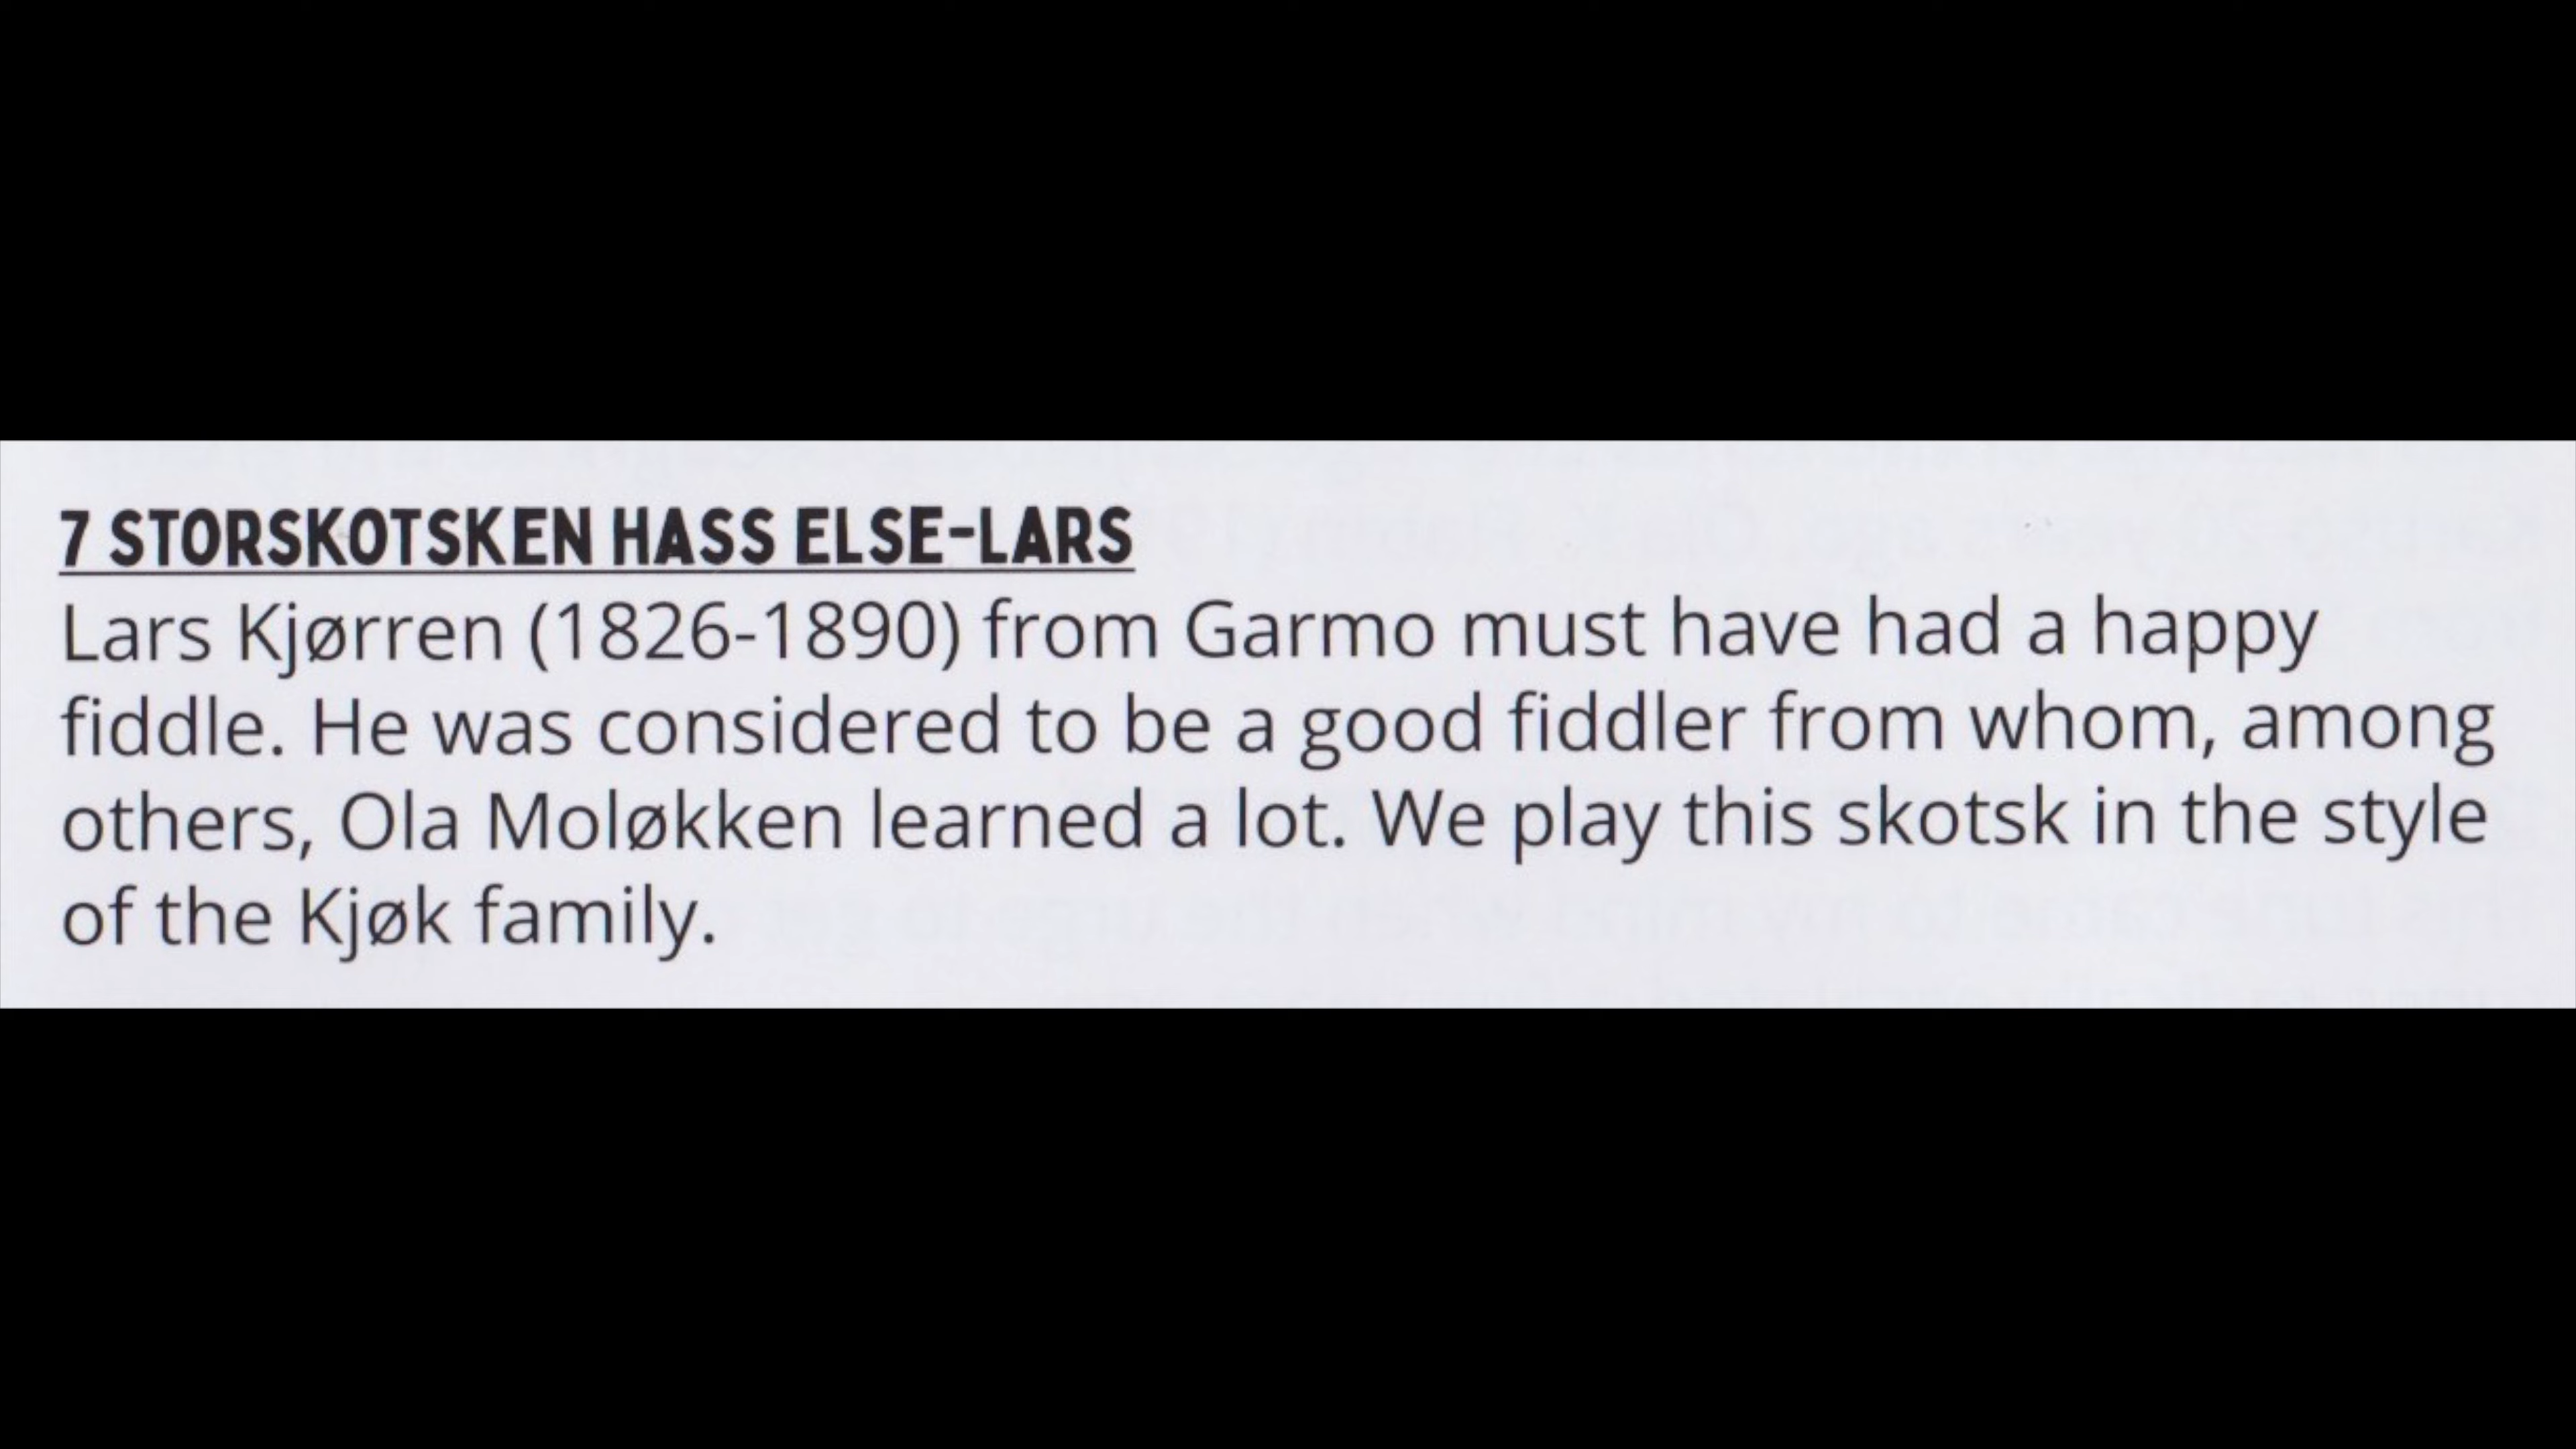 7 STORSKOTSKEN HASS ELSE-LARS
Lars Kjørren (1826-1890) from Garmo must have had a happy
fiddle. He was considered to be a good fiddler from whom, among
others, Ola Moløkken learned a lot. We play this skotsk in the style
of the Kjøk family.